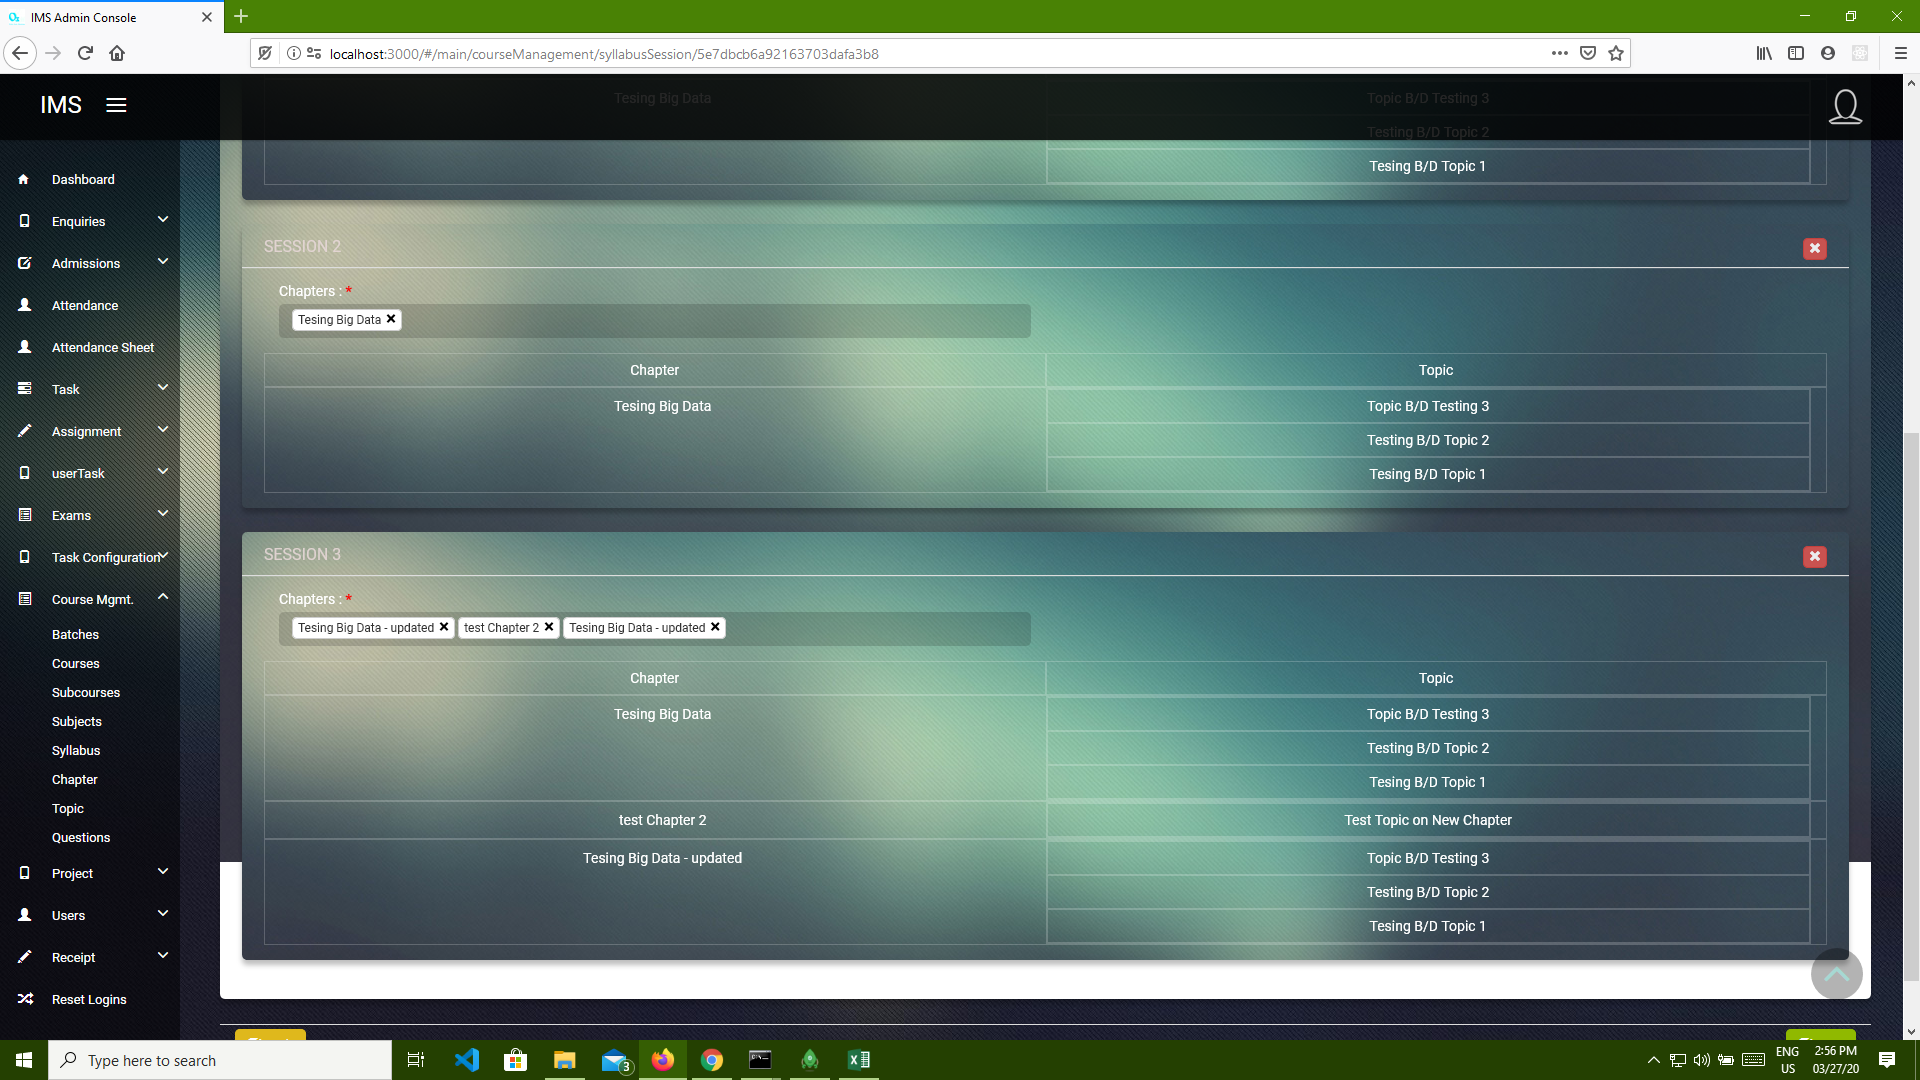 IMS Admin Console
localhost:3000/#/main/courseManagement/syllabusSession/5e7dbcb6a92163703dafa3b8
IMS
Dashboard
Enquiries
Admissions
Attendance
Attendance Sheet
Task
Assignment
userTask
Exams
Task Configuration
Course Mgmt.
Batches
Courses
Subcourses
Subjects
Syllabus
Chapter
Topic
Questions
Project
Users
Receipt
Reset Logins
Tesing Big Data
Topic B/D Testing 3
Testing B/D Topic 2
Tesing B/D Topic 1
SESSION 2
Chapters : *
Tesing Big Data
Chapter Topic
Tesing Big Data Topic B/D Testing 3
Testing B/D Topic 2
Tesing B/D Topic 1
SESSION 3
Chapters : *
Tesing Big Data - updated test Chapter 2 Tesing Big Data - updated
Chapter Topic
Tesing Big Data Topic B/D Testing 3
Testing B/D Topic 2
Tesing B/D Topic 1
test Chapter 2 Test Topic on New Chapter
Tesing Big Data - updated Topic B/D Testing 3
Testing B/D Topic 2
Tesing B/D Topic 1
Type here to search
3
ENG
US
2:56 PM
03/27/20